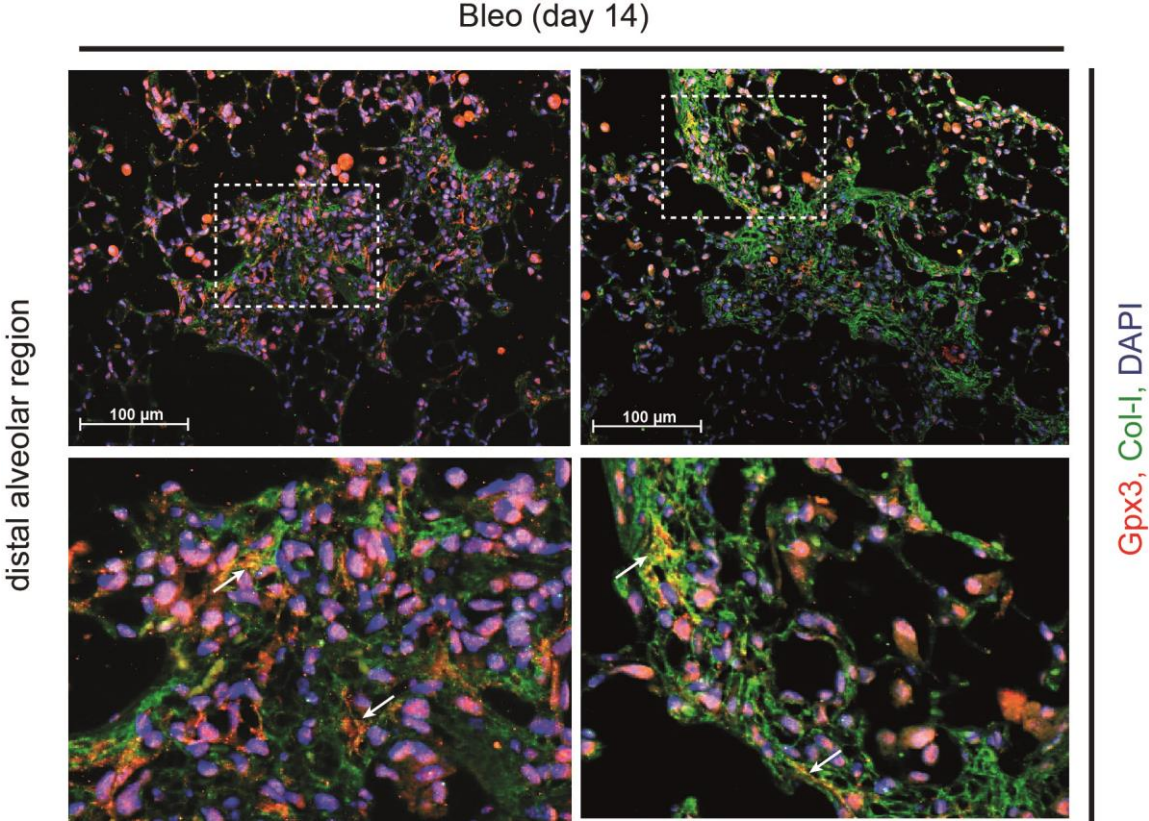 Bleo (day 14)
distal alveolar region
100 µm
100 µm
Gpx3, Col-I, DAPI